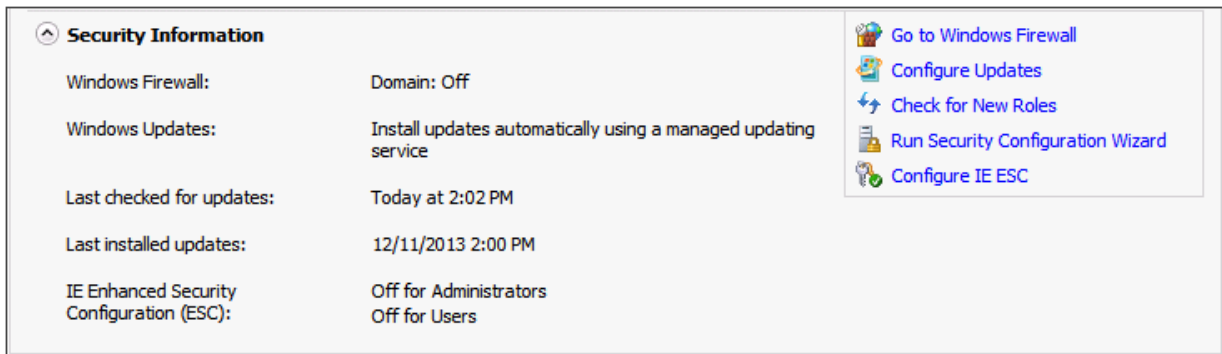 Security Information
Windows Firewall: Domain: Off
Windows Updates: Install updates automatically using a managed updating
service
Last checked for updates: Today at 2:02 PM
Last installed updates: 12/11/2013 2:00 PM
IE Enhanced Security Off for Administrators
Configuration (ESC): Off for Users
Go to Windows Firewall
Configure Updates
Check for New Roles
Run Security Configuration Wizard
Configure IE ESC